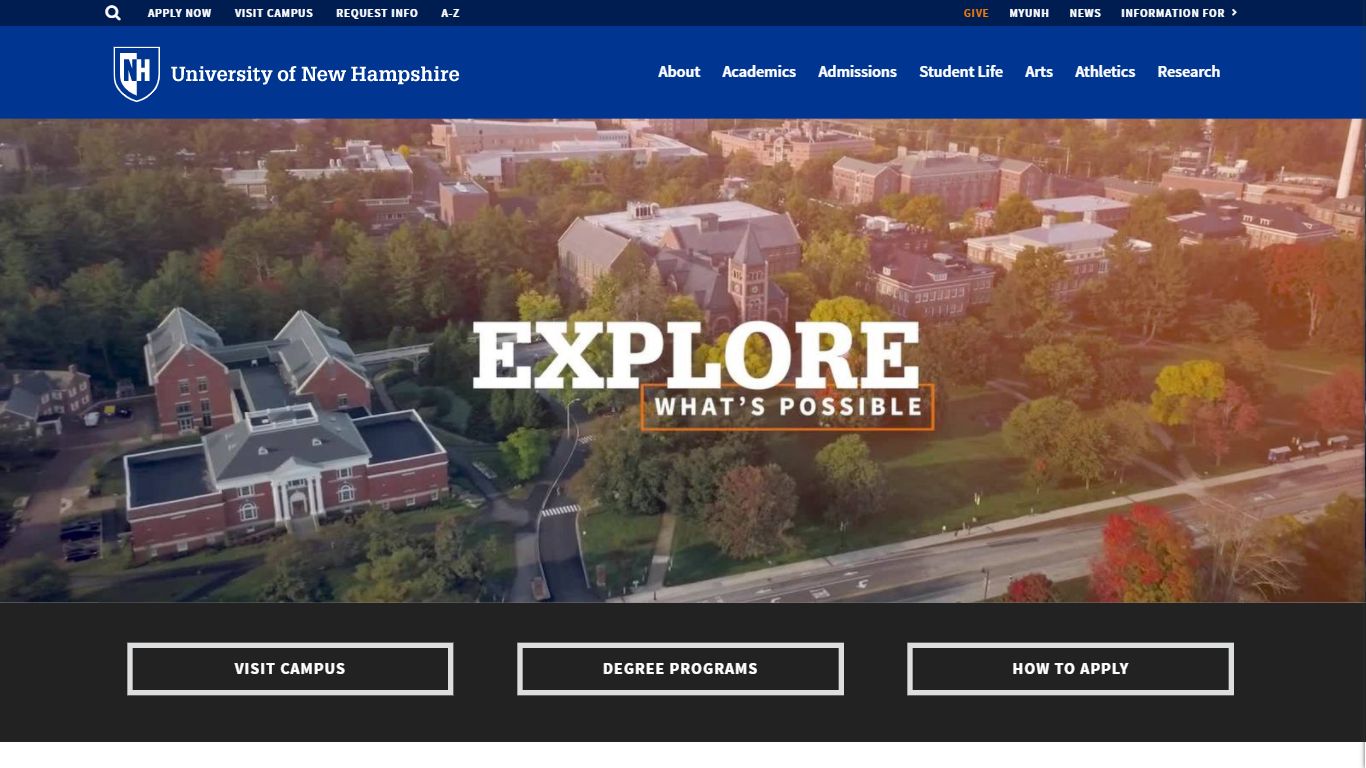 APPLY NOW VISIT CAMPUS REQUEST INFO A-Z GIVE MYUNH NEWS INFORMATION FOR
NH University of New Hampshire
About Academics Admissions Student Life Arts Athletics Research
EXPLORE
WHAT'S POSSIBLE
VISIT CAMPUS DEGREE PROGRAMS HOW TO APPLY